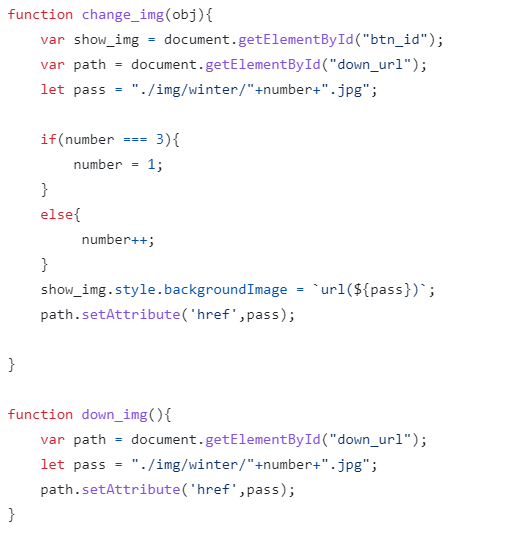 function change_img(obj){
    var show_img = document.getElementById("btn_id");
    var path = document.getElementById("down_url");
    let pass = "./img/winter/"+number+".jpg";

    if(number === 3){
        number = 1;
    }
    else{
         number++;
    }
    show_img.style.backgroundImage = `url(${pass})`;
    path.setAttribute('href',pass);

}

function down_img(){
    var path = document.getElementById("down_url");
    let pass = "./img/winter/"+number+".jpg";
    path.setAttribute('href',pass);
}